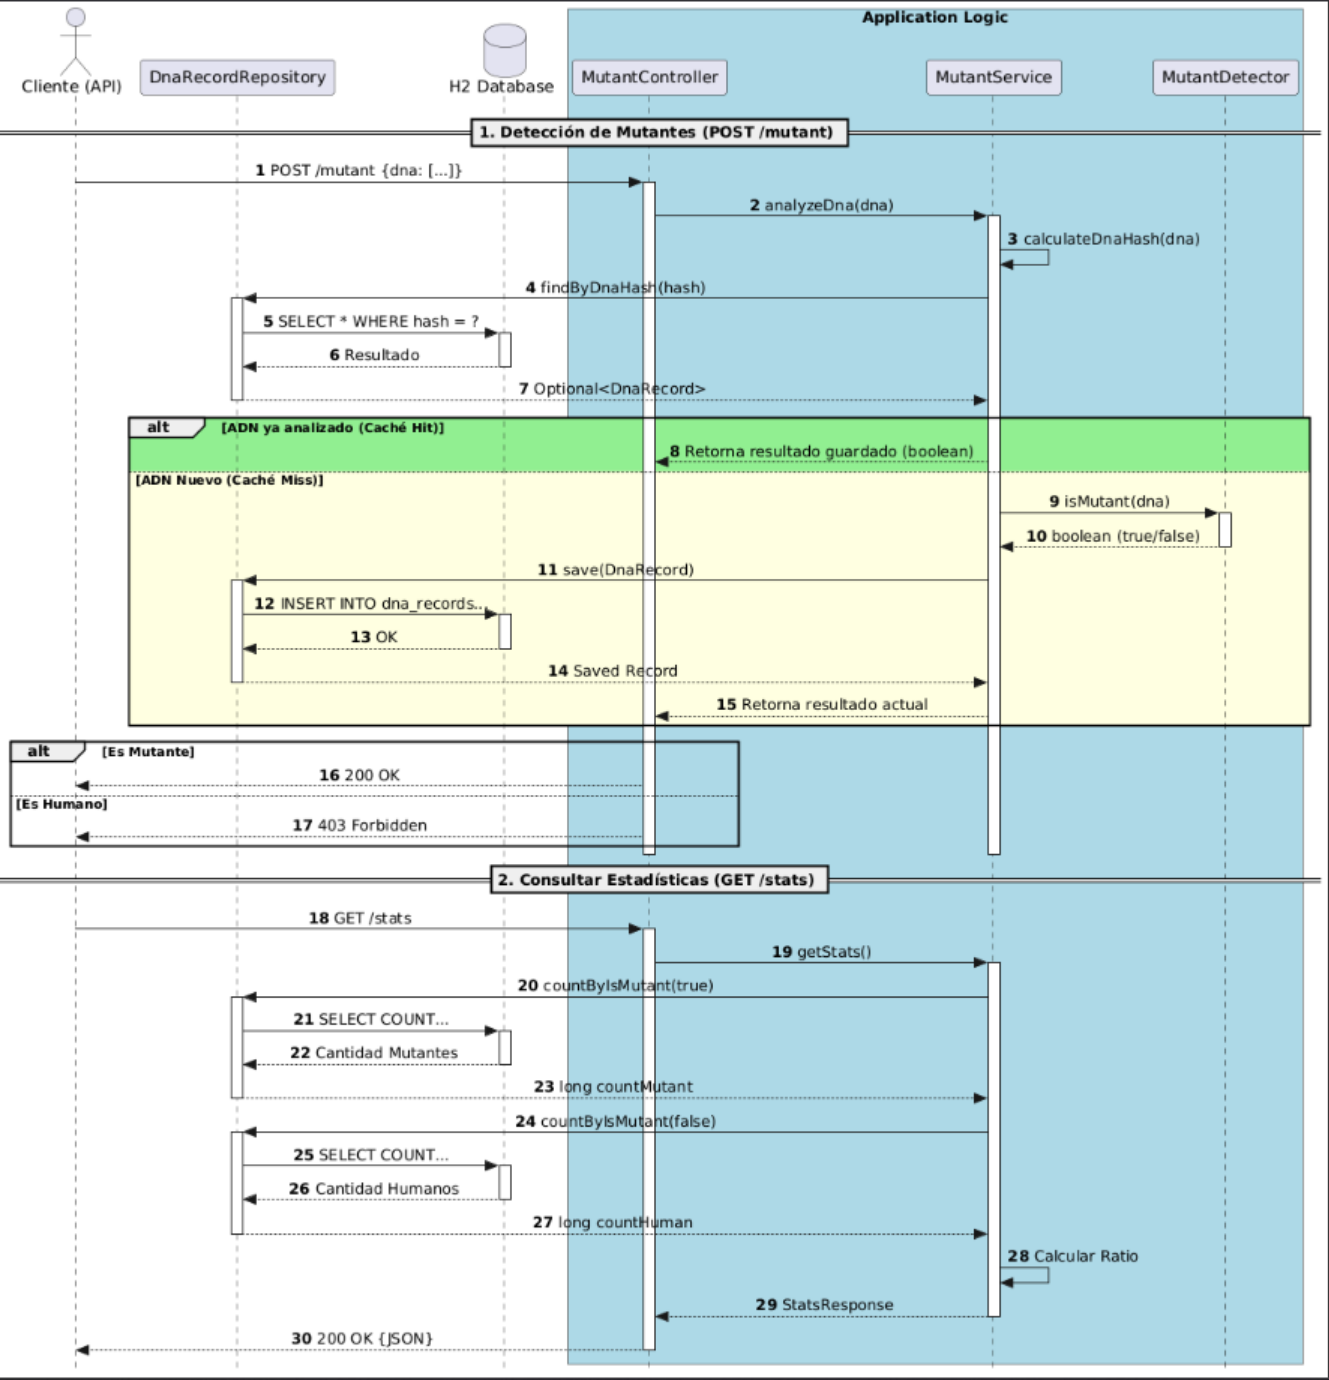 Application Logic
Cliente (API)
DnaRecordRepository
H2 Database
MutantController
MutantService
MutantDetector
1. Detección de Mutantes (POST /mutant)
1 POST /mutant {dna: [...]}
2 analyzeDna(dna)
3 calculateDnaHash(dna)
4 findByDnaHash(hash)
5 SELECT * WHERE hash = ?
6 Resultado
7 Optional<DnaRecord>
alt [ADN ya analizado (Caché Hit)]
8 Retorna resultado guardado (boolean)
[ADN Nuevo (Caché Miss)]
9 isMutant(dna)
10 boolean (true/false)
11 save(DnaRecord)
12 INSERT INTO dna_records...
13 OK
14 Saved Record
15 Retorna resultado actual
alt [Es Mutante]
16 200 OK
[Es Humano]
17 403 Forbidden
2. Consultar Estadísticas (GET /stats)
18 GET /stats
19 getStats()
20 countByIsMutant(true)
21 SELECT COUNT...
22 Cantidad Mutantes
23 long countMutant
24 countByIsMutant(false)
25 SELECT COUNT...
26 Cantidad Humanos
27 long countHuman
28 Calcular Ratio
29 StatsResponse
30 200 OK {JSON}